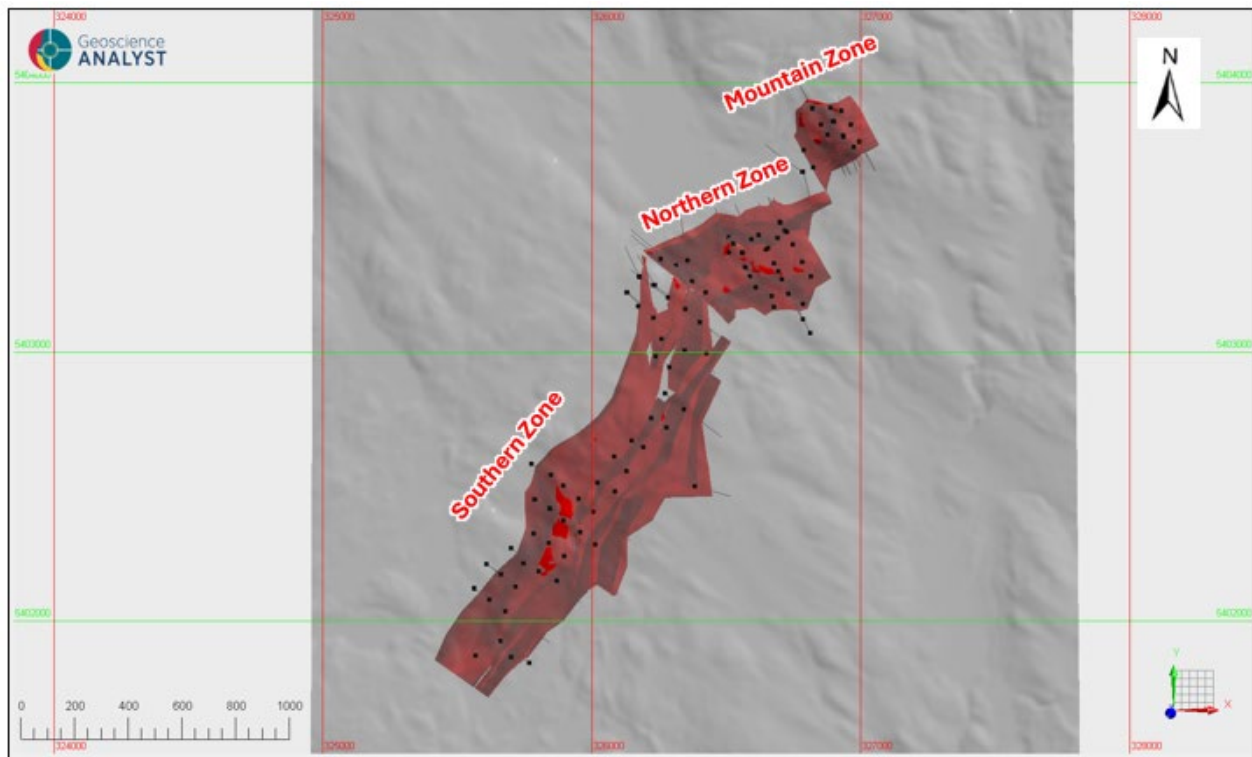 324000 325000 326000 327000 328000
Geoscience
ANALYST
Mountain Zone
N
5404000 5404000
Northern Zone
5403000 5403000
Southern Zone
5402000 5402000
Y
X
0 200 400 600 800 1000
324000 325000 326000 327000 328000